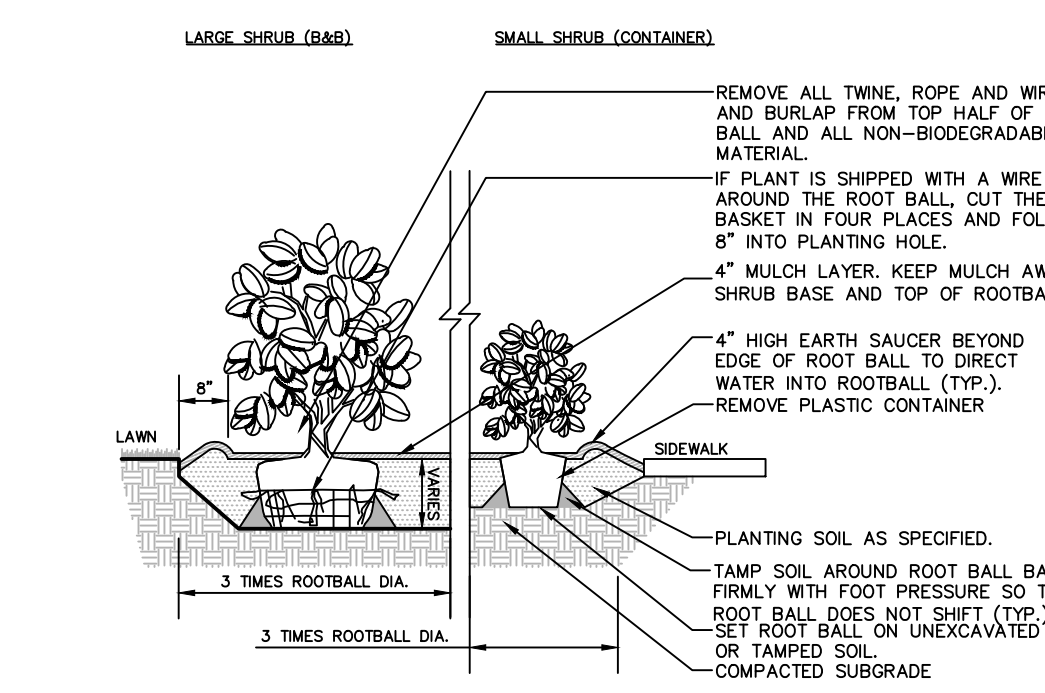 LARGE SHRUB (B&B)
SMALL SHRUB (CONTAINER)
REMOVE ALL TWINE, ROPE AND
AND BURLAP FROM TOP HALF OF
BALL AND ALL NON-BIODEGRADAB
MATERIAL.
IF PLANT IS SHIPPED WITH A WIRE
AROUND THE ROOT BALL, CUT THE
BASKET IN FOUR PLACES AND
8" INTO PLANTING HOLE.
4" MULCH LAYER. KEEP MULCH
SHRUB BASE AND TOP OF
4" HIGH EARTH SAUCER BEYOND
EDGE OF ROOT BALL TO DIRECT
WATER INTO ROOTBALL (TYP.).
REMOVE PLASTIC CONTAINER
8"
LAWN
SIDEWALK
VARIES
PLANTING SOIL AS SPECIFIED.
TAMP SOIL AROUND ROOT BALL
FIRMLY WITH FOOT PRESSURE SO
ROOT BALL DOES NOT SHIFT (TYP.)
SET ROOT BALL ON UNEXCAVATED
OR TAMPED SOIL.
COMPACTED SUBGRADE
3 TIMES ROOTBALL DIA.
3 TIMES ROOTBALL DIA.